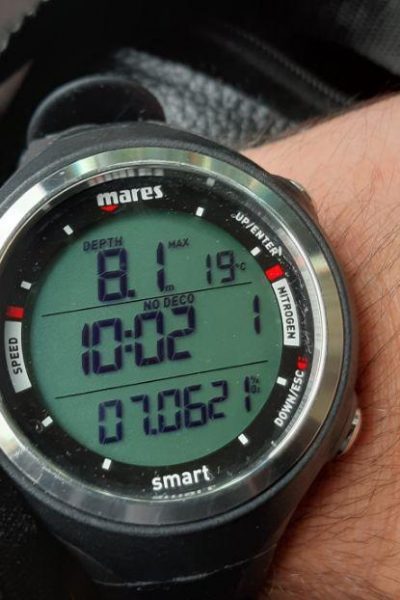 mares
DEPTH MAX
8.1 m 19°C
NO DECO
10:02 1
07.0621 %O₂
UP/ENTER
NITROGEN
DOWN/ESC
SPEED
smart